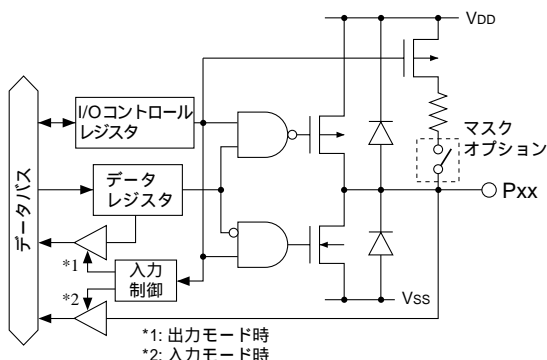 VDD
I/Oコントロール
レジスタ
マスク
オプション
データ
レジスタ
Pxx
データバス
*1
入力
制御
*2
VSS
*1: 出力モード時
*2: 入力モード時